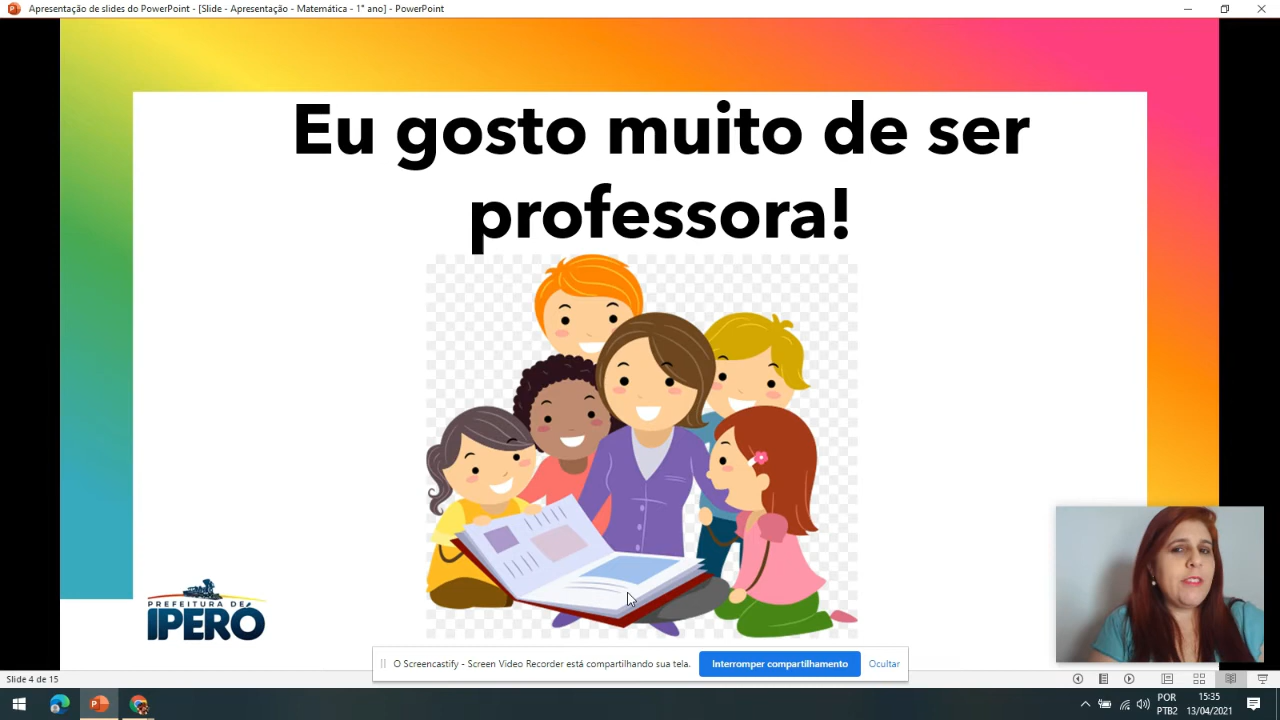 Apresentação de slides do PowerPoint - [Slide - Apresentação - Matemática - 1° ano] - PowerPoint
Eu gosto muito de ser
professora!
PREFEITURA DE
IPERÓ
O Screencastify - Screen Video Recorder está compartilhando sua tela.
Interromper compartilhamento
Ocultar
Slide 4 de 15
POR
PTB2
15:35
13/04/2021